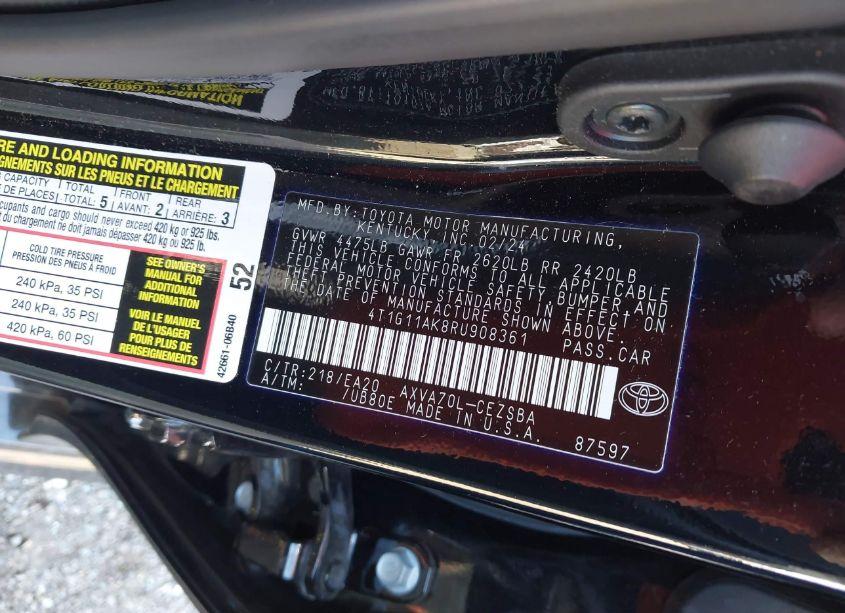 RE AND LOADING INFORMATION
GNEMENTS SUR LES PNEUS ET LE CHARGEMENT
CAPACITY TOTAL FRONT REAR
DE PLACES: TOTAL: 5 AVANT: 2 ARRIÈRE: 3
cupants and cargo should never exceed 420 kg or 925 lbs.
du chargement ne doit jamais dépasser 420 kg ou 925 lb.
COLD TIRE PRESSURE
PRESSION DES PNEUS À FROID
240 kPa, 35 PSI
240 kPa, 35 PSI
420 kPa, 60 PSI
SEE OWNER'S
MANUAL FOR
ADDITIONAL
INFORMATION
VOIR LE MANUEL
DE L'USAGER
POUR PLUS DE
RENSEIGNEMENTS
52
42661-06B40
MFD.BY:TOYOTA MOTOR MANUFACTURING,
KENTUCKY,INC.02/24
GVWR 4475LB GAWR FR 2620LB RR 2420LB
THIS VEHICLE CONFORMS TO ALL APPLICABLE
FEDERAL MOTOR VEHICLE SAFETY,BUMPER,AND
THEFT PREVENTION STANDARDS IN EFFECT ON
THE DATE OF MANUFACTURE SHOWN ABOVE.
4T1G11AK8RU908361 PASS.CAR
C/TR:218/EA20 AXVA70L-CEZSBA
A/TM: /UB80E MADE IN U.S.A.
87597